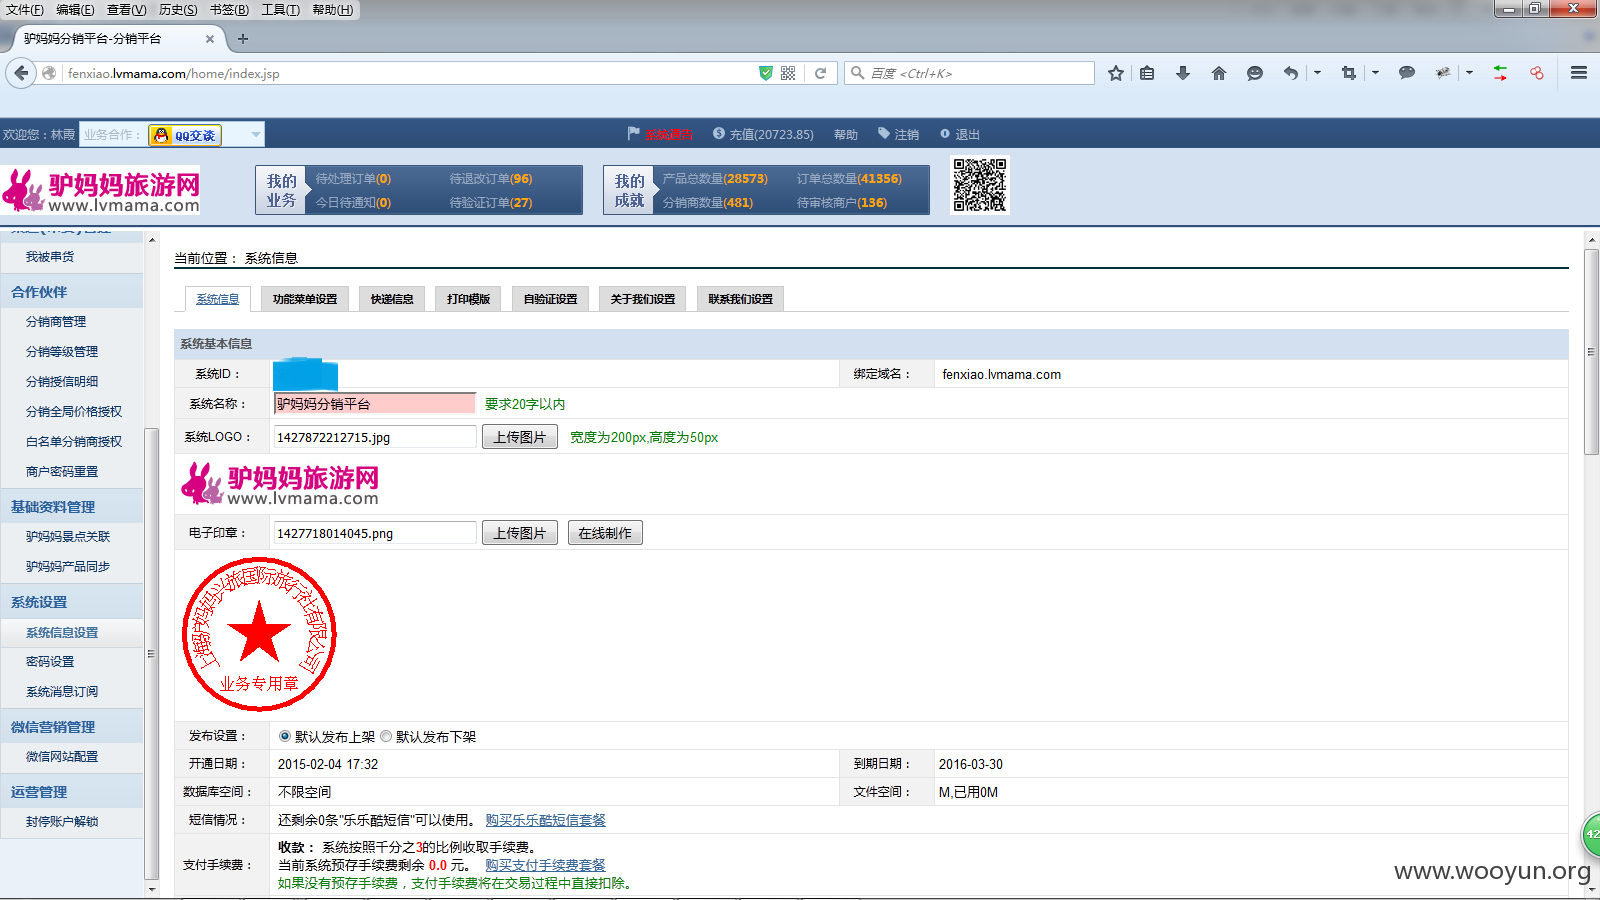 文件(F) 编辑(E) 查看(V) 历史(S) 书签(B) 工具(T) 帮助(H)
驴妈妈分销平台-分销平台
fenxiao.lvmama.com/home/index.jsp
百度 <Ctrl+K>
欢迎您：林霞 业务合作： QQ交谈
充值(20723.85) 帮助 注销 退出
驴妈妈旅游网
www.lvmama.com
我的业务
待处理订单(0) 待退改订单(96)
今日待通知(0) 待验证订单(27)
我的成就
产品总数量(28573) 订单总数量(41356)
分销商数量(481) 待审核商户(136)
我被串货
合作伙伴
分销商管理
分销等级管理
分销授信明细
分销全局价格授权
白名单分销商授权
商户密码重置
基础资料管理
驴妈妈景点关联
驴妈妈产品同步
系统设置
系统信息设置
密码设置
系统消息订阅
微信营销管理
微信网站配置
运营管理
封停账户解锁
当前位置： 系统信息
系统信息 功能菜单设置 快递信息 打印模版 自验证设置 关于我们设置 联系我们设置
系统基本信息
系统ID：
绑定域名： fenxiao.lvmama.com
系统名称： 驴妈妈分销平台 要求20字以内
系统LOGO： 1427872212715.jpg 上传图片 宽度为200px,高度为50px
驴妈妈旅游网
www.lvmama.com
电子印章： 1427718014045.png 上传图片 在线制作
上海驴妈妈兴旅国际旅行社有限公司
业务专用章
发布设置： 默认发布上架 默认发布下架
开通日期： 2015-02-04 17:32 到期日期： 2016-03-30
数据库空间： 不限空间 文件空间： M,已用0M
短信情况： 还剩余0条"乐乐酷短信"可以使用。 购买乐乐酷短信套餐
支付手续费： 收款： 系统按照千分之3的比例收取手续费。
当前系统预存手续费剩余 0.0 元。 购买支付手续费套餐
如果没有预存手续费，支付手续费将在交易过程中直接扣除。
42
www.wooyun.org